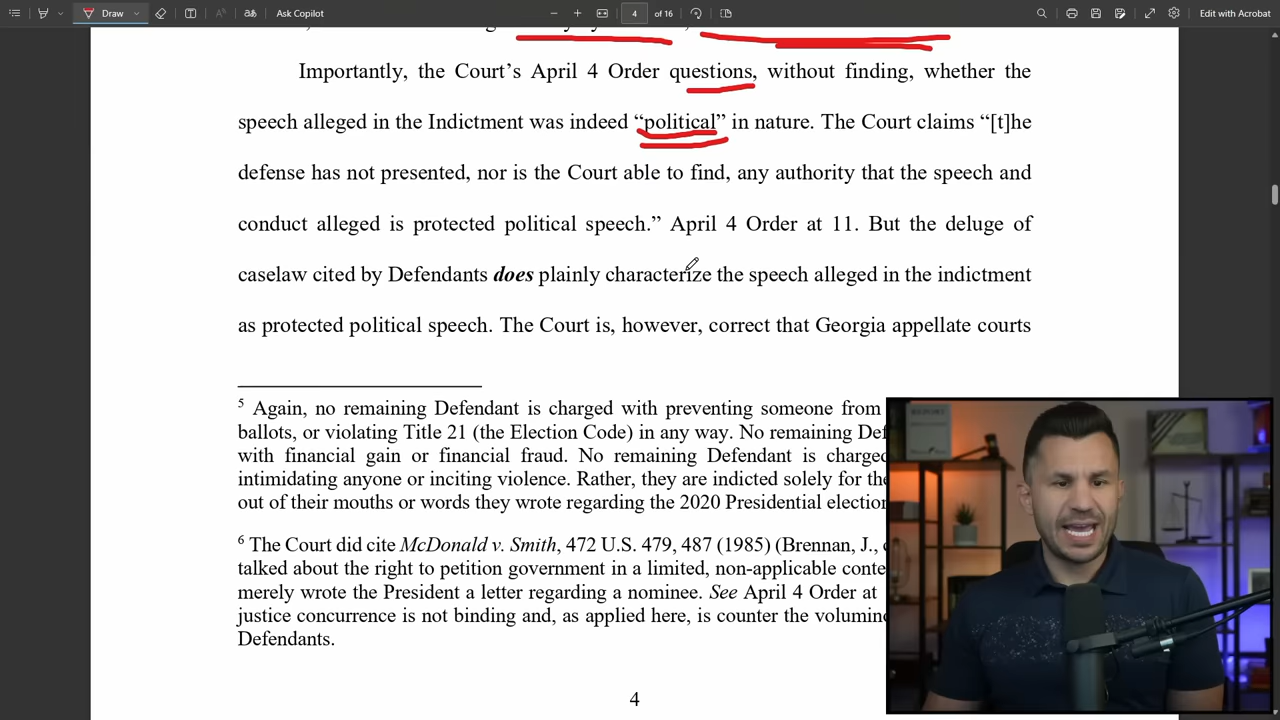 Draw
Ask Copilot
4 of 16
Edit with Acrobat
Importantly, the Court's April 4 Order questions, without finding, whether the
speech alleged in the Indictment was indeed “political” in nature. The Court claims “[t]he
defense has not presented, nor is the Court able to find, any authority that the speech and
conduct alleged is protected political speech.” April 4 Order at 11. But the deluge of
caselaw cited by Defendants does plainly characterize the speech alleged in the indictment
as protected political speech. The Court is, however, correct that Georgia appellate courts
5 Again, no remaining Defendant is charged with preventing someone from
ballots, or violating Title 21 (the Election Code) in any way. No remaining Def
with financial gain or financial fraud. No remaining Defendant is charged
intimidating anyone or inciting violence. Rather, they are indicted solely for the
out of their mouths or words they wrote regarding the 2020 Presidential election
6 The Court did cite McDonald v. Smith, 472 U.S. 479, 487 (1985) (Brennan, J.,
talked about the right to petition government in a limited, non-applicable conte
merely wrote the President a letter regarding a nominee. See April 4 Order at
justice concurrence is not binding and, as applied here, is counter the volumin
Defendants.
4